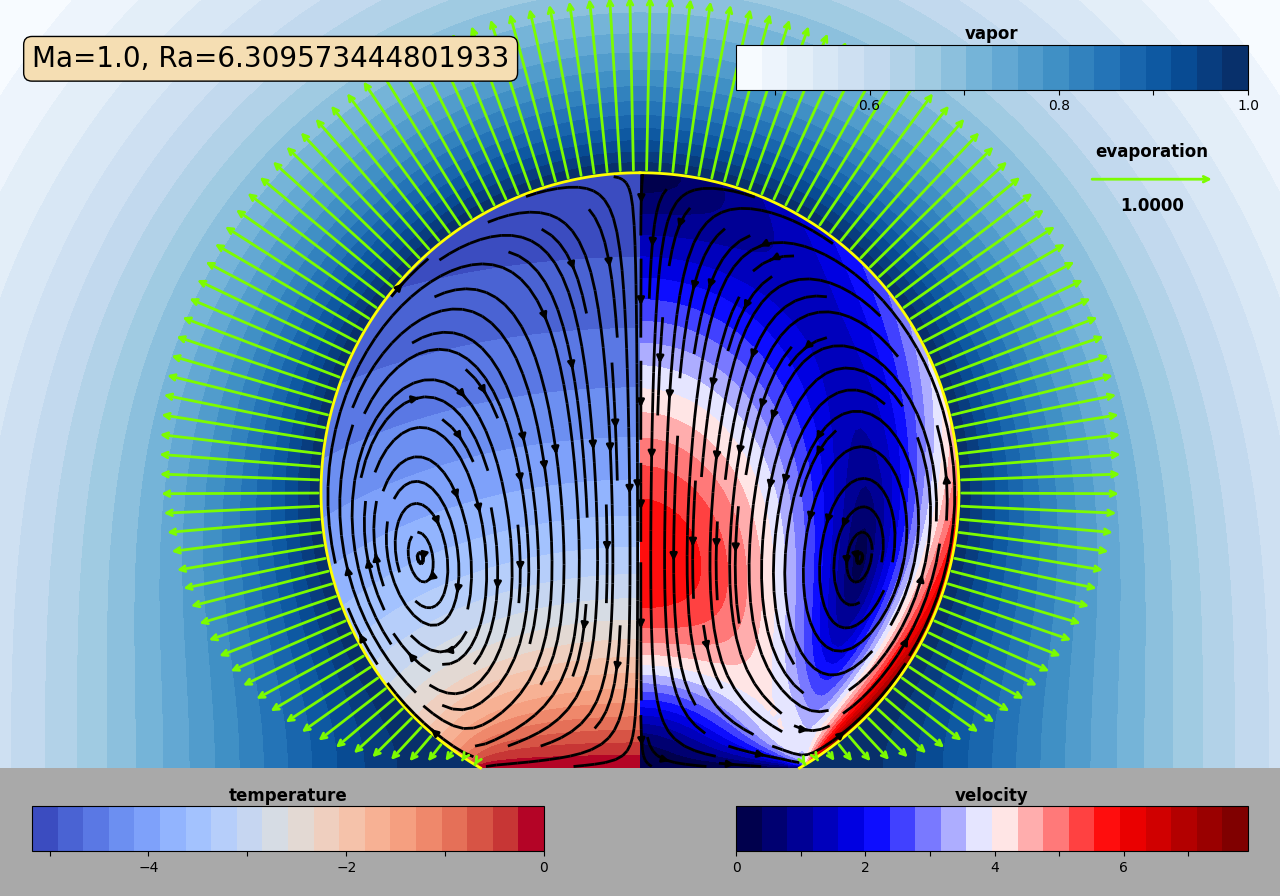 Ma=1.0, Ra=6.309573444801933
vapor
0.6 0.8 1.0
evaporation
1.0000
temperature
−4 −2 0
velocity
0 2 4 6